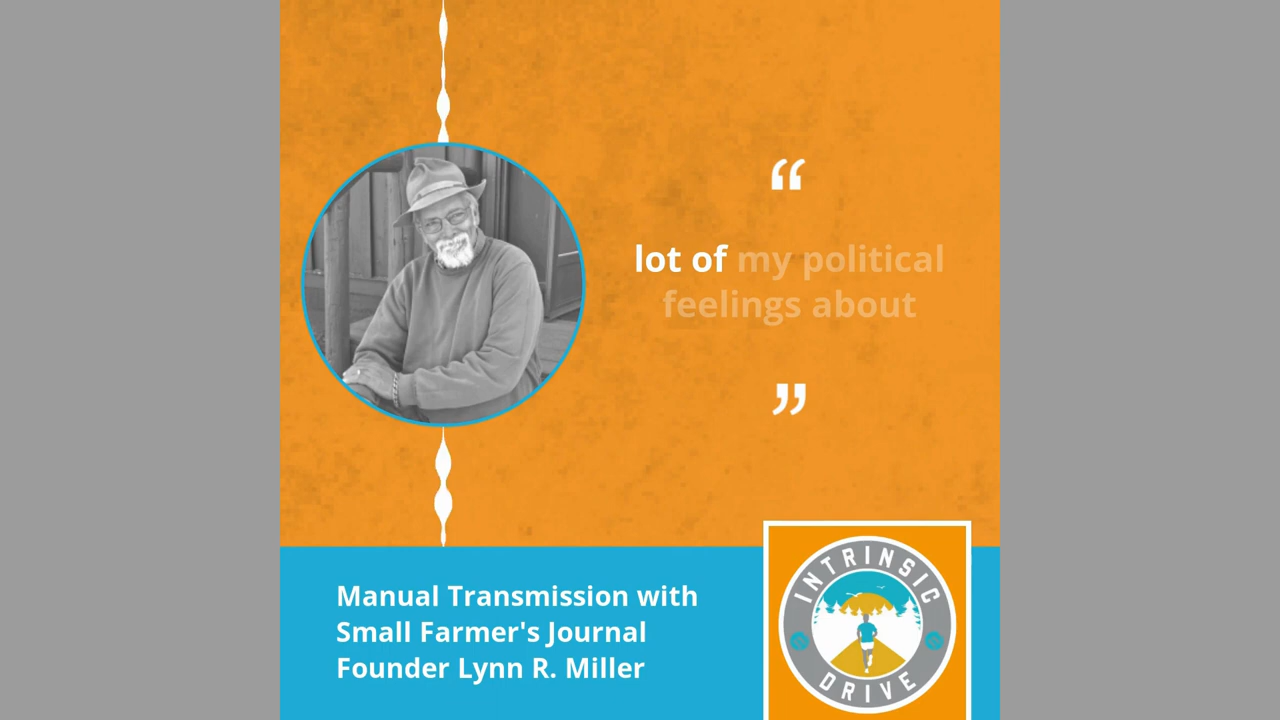 “
lot of my political
feelings about
”
Manual Transmission with
Small Farmer's Journal
Founder Lynn R. Miller
INTRINSIC
DRIVE